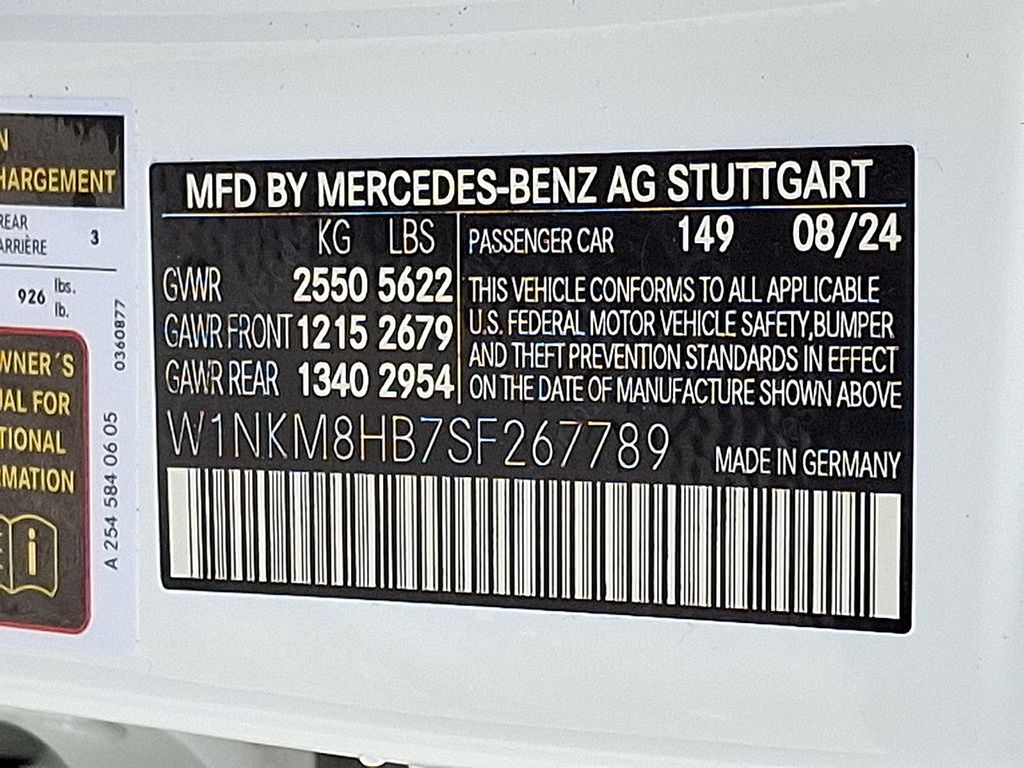 N
HARGEMENT
REAR
ARRIÈRE
3
926 lbs.
lb.
0360877
WNER´S
UAL FOR
TIONAL
RMATION
i
A 254 584 06 05
MFD BY MERCEDES-BENZ AG STUTTGART
KG LBS
GVWR 2550 5622
GAWR FRONT 1215 2679
GAWR REAR 1340 2954
PASSENGER CAR 149 08/24
THIS VEHICLE CONFORMS TO ALL APPLICABLE
U.S. FEDERAL MOTOR VEHICLE SAFETY,BUMPER
AND THEFT PREVENTION STANDARDS IN EFFECT
ON THE DATE OF MANUFACTURE SHOWN ABOVE
W1NKM8HB7SF267789
MADE IN GERMANY